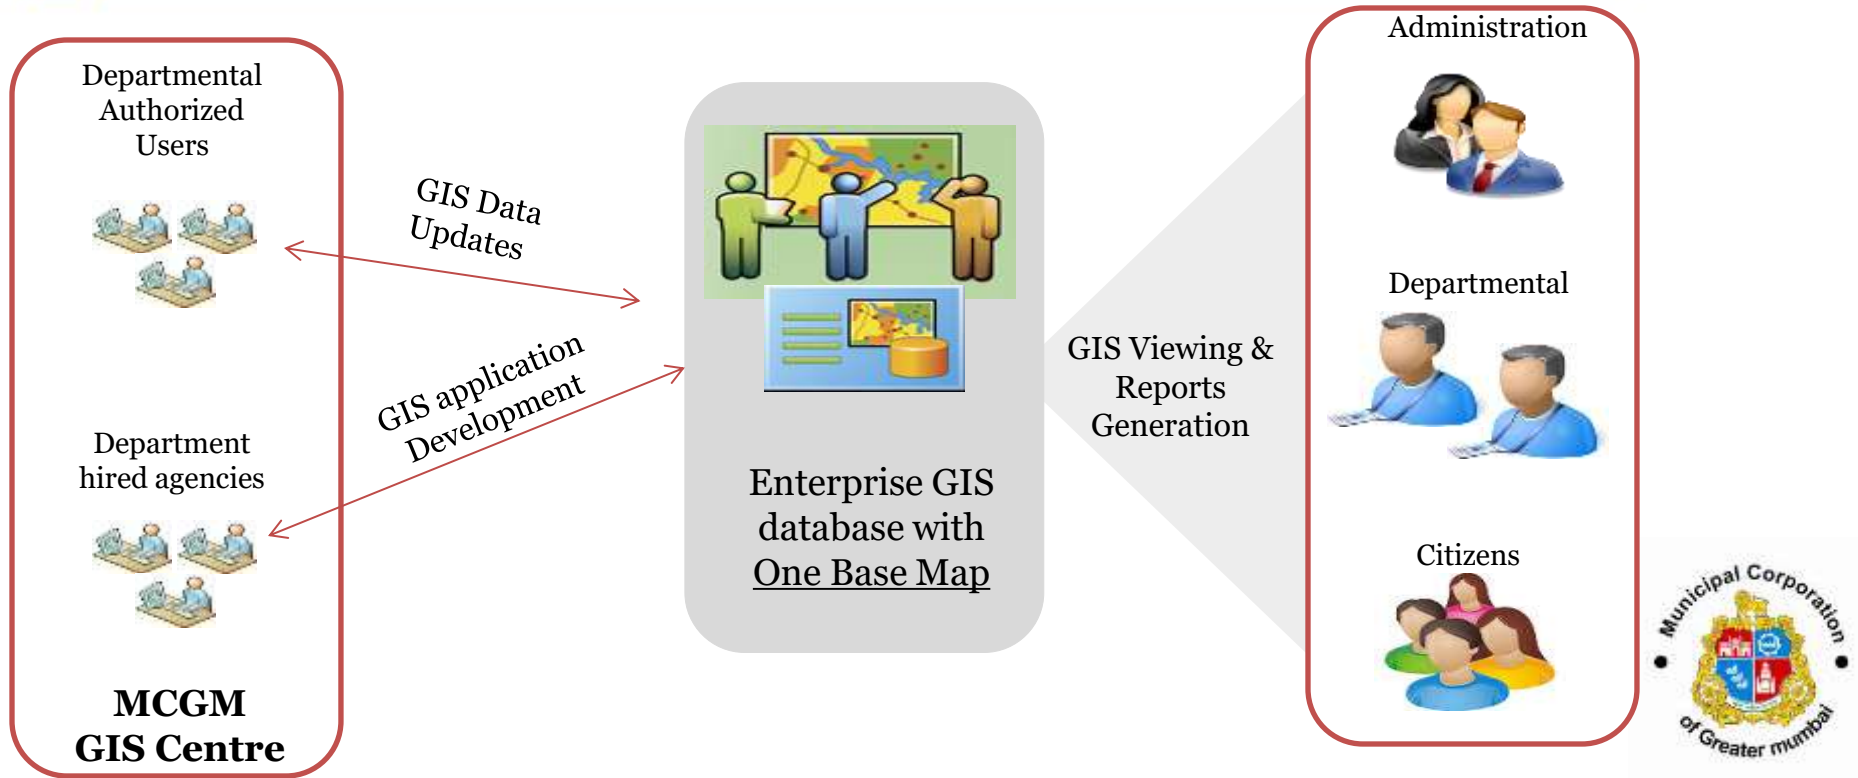 Departmental
Authorized
Users
Department
hired agencies
MCGM
GIS Centre
GIS Data
Updates
GIS application
Development
Enterprise GIS
database with
One Base Map
GIS Viewing &
Reports
Generation
Administration
Departmental
Citizens
Municipal Corporation
of Greater mumbai